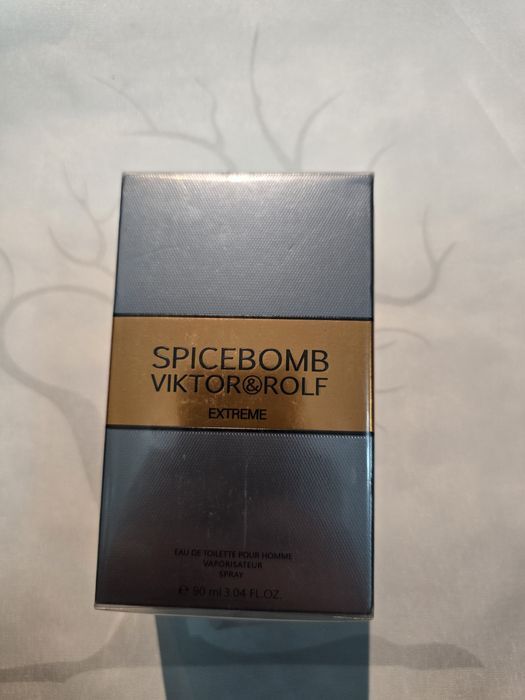 SPICEBOMB
VIKTOR&ROLF
EXTREME
EAU DE TOILETTE POUR HOMME
VAPORISATEUR
SPRAY
℮ 90 ml 3.04 FL.OZ.